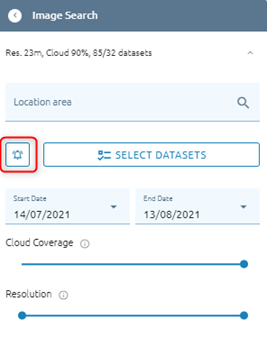 Image Search
Res. 23m, Cloud 90%, 85/32 datasets
Location area
SELECT DATASETS
Start Date
End Date
14/07/2021
13/08/2021
Cloud Coverage
Resolution